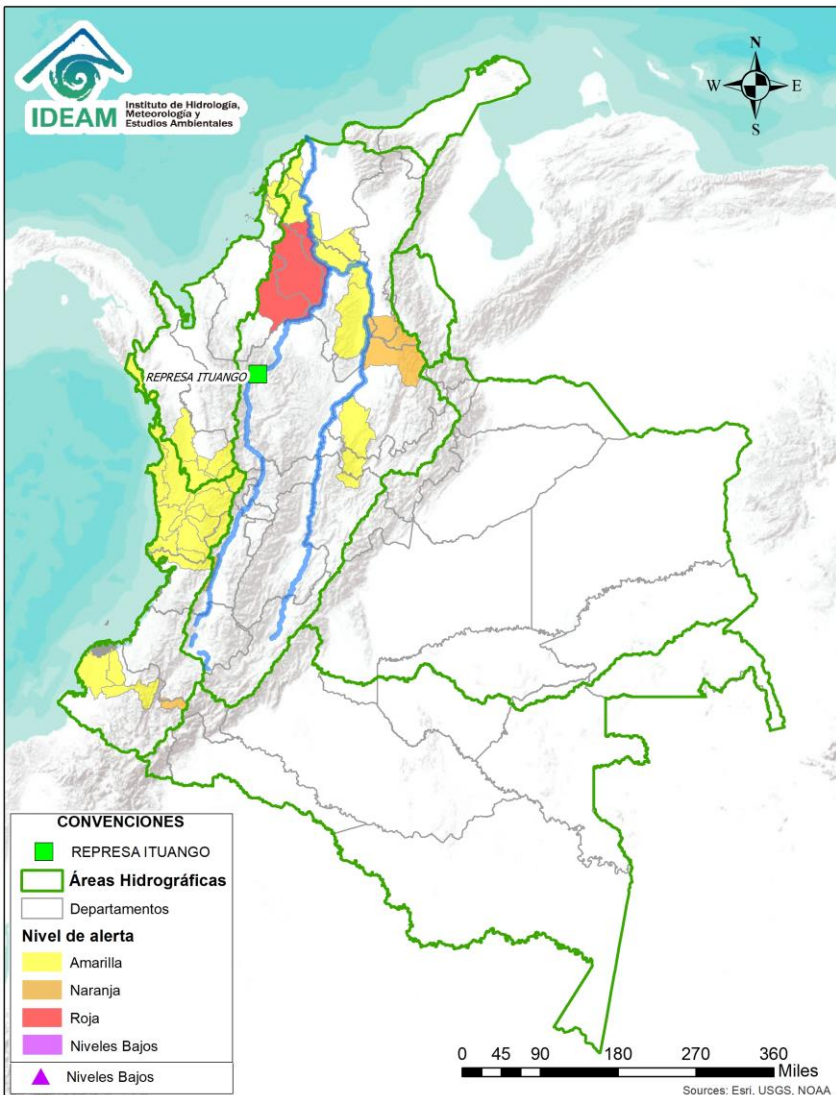 IDEAM
Instituto de Hidrología,
Meteorología y
Estudios Ambientales
N
W
E
S
REPRESA ITUANGO
CONVENCIONES
REPRESA ITUANGO
Áreas Hidrográficas
Departamentos
Nivel de alerta
Amarilla
Naranja
Roja
Niveles Bajos
Niveles Bajos
0 45 90 180 270 360
Miles
Sources: Esri, USGS, NOAA